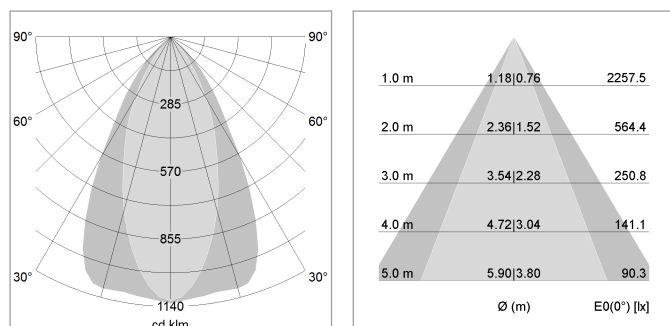 90° 90°
285
60° 60°
570
855
30° 30°
1140
cd klm
1.0 m 1.18|0.76 2257.5
2.0 m 2.36|1.52 564.4
3.0 m 3.54|2.28 250.8
4.0 m 4.72|3.04 141.1
5.0 m 5.90|3.80 90.3
Ø (m) E0(0°) [lx]